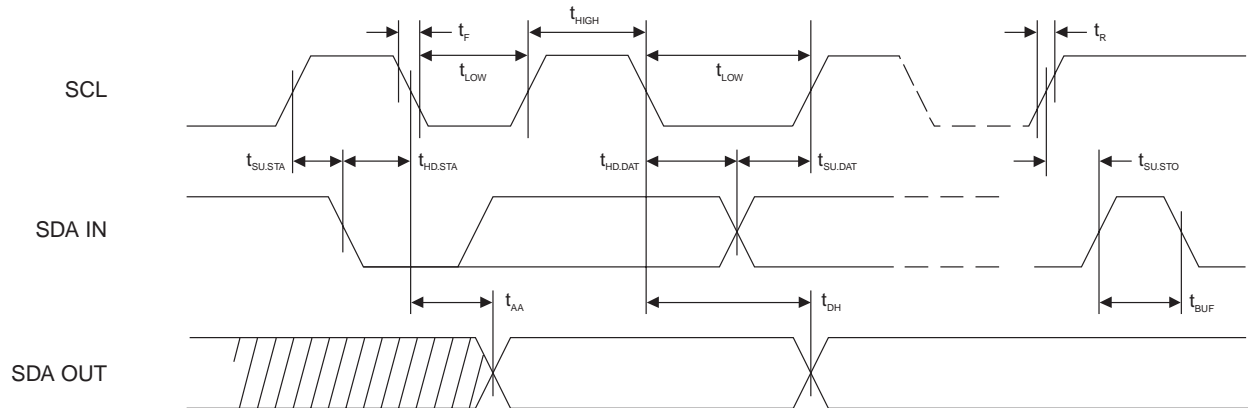 t_HIGH
t_F
t_R
t_LOW
t_LOW
SCL
t_SU.STA
t_HD.STA
t_HD.DAT
t_SU.DAT
t_SU.STO
SDA IN
t_AA
t_DH
t_BUF
SDA OUT